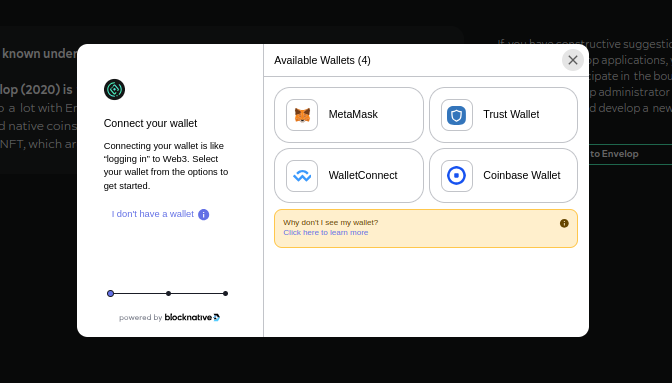 known under
lop (2020) is
a lot with En
d native coins
NFT, which ar
Connect your wallet
Connecting your wallet is like
“logging in” to Web3. Select
your wallet from the options to
get started.
I don't have a wallet
powered by blocknative
Available Wallets (4)
MetaMask
Trust Wallet
WalletConnect
Coinbase Wallet
Why don't I see my wallet?
Click here to learn more
If you have constructive suggestio
op applications,
cipate in the bou
p administrator
d develop a new
to Envelop